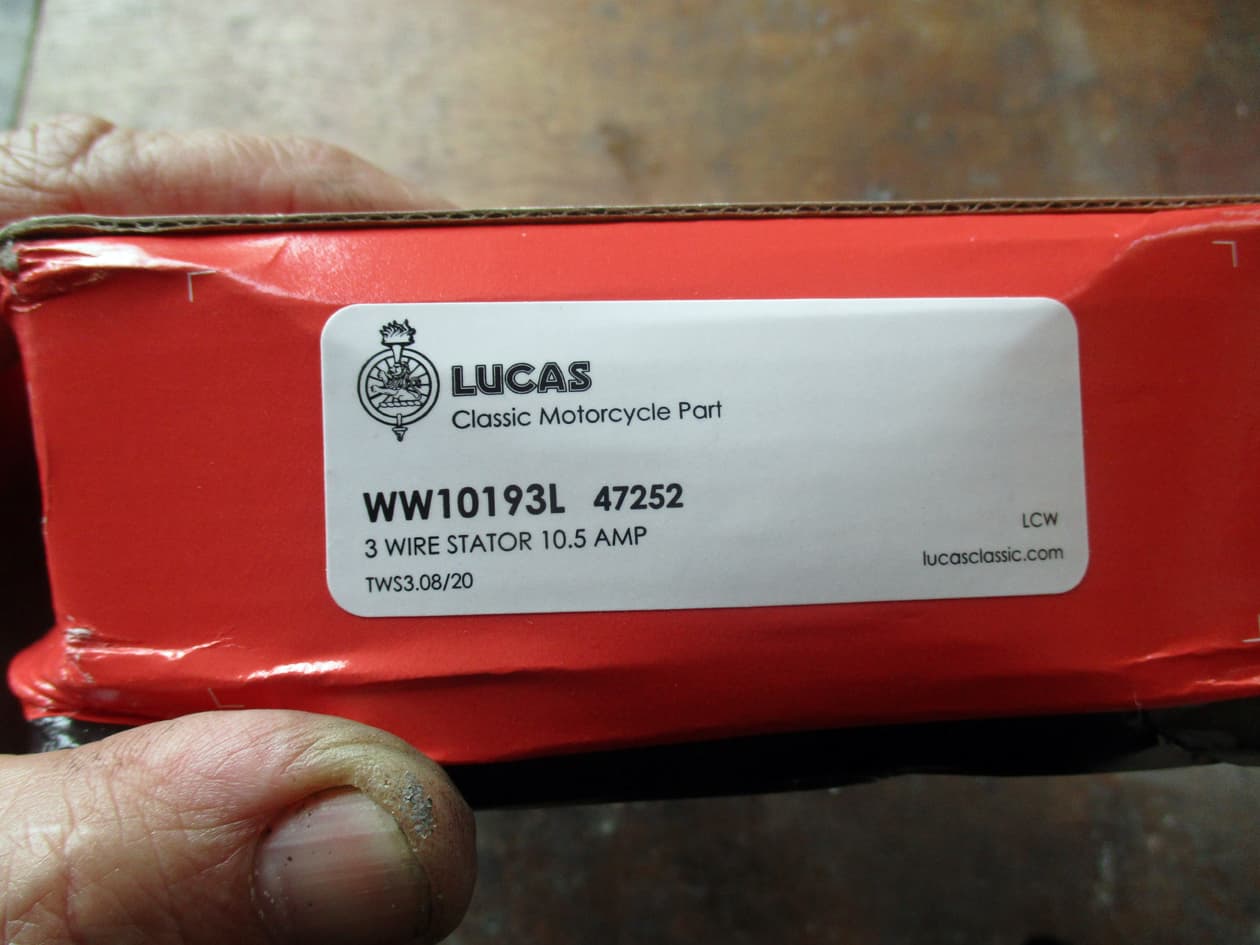 LUCAS
Classic Motorcycle Part
WW10193L 47252
3 WIRE STATOR 10.5 AMP
TWS3.08/20
LCW
lucasclassic.com